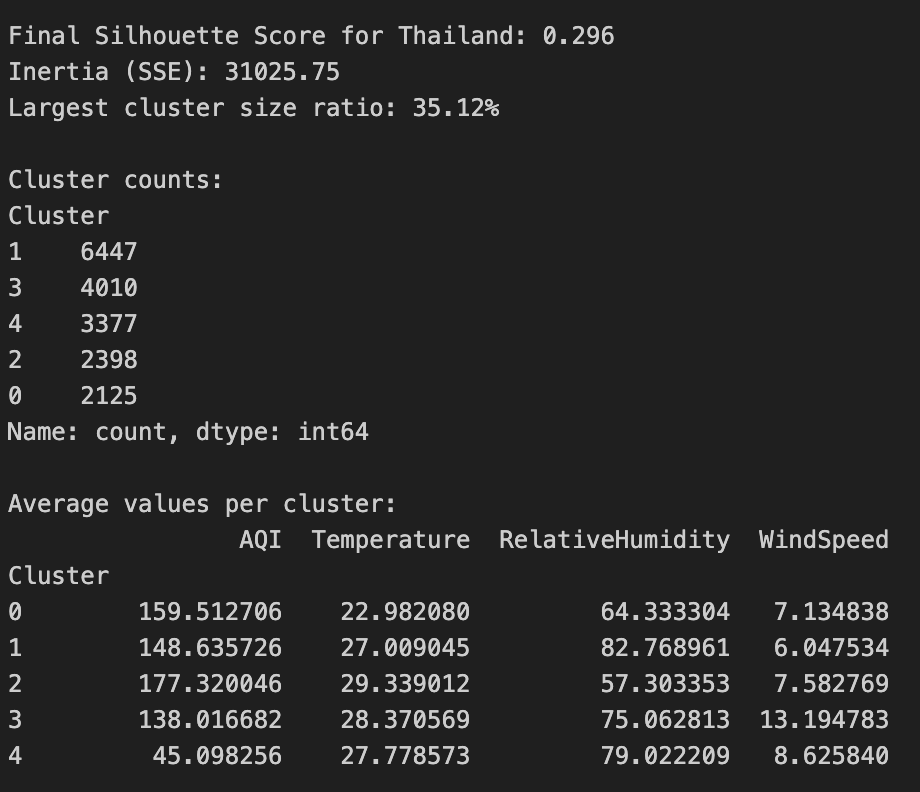 Final Silhouette Score for Thailand: 0.296
Inertia (SSE): 31025.75
Largest cluster size ratio: 35.12%
Cluster counts:
Cluster
1    6447
3    4010
4    3377
2    2398
0    2125
Name: count, dtype: int64
Average values per cluster:
AQI  Temperature  RelativeHumidity  WindSpeed
Cluster
0        159.512706    22.982080         64.333304   7.134838
1        148.635726    27.009045         82.768961   6.047534
2        177.320046    29.339012         57.303353   7.582769
3        138.016682    28.370569         75.062813  13.194783
4         45.098256    27.778573         79.022209   8.625840